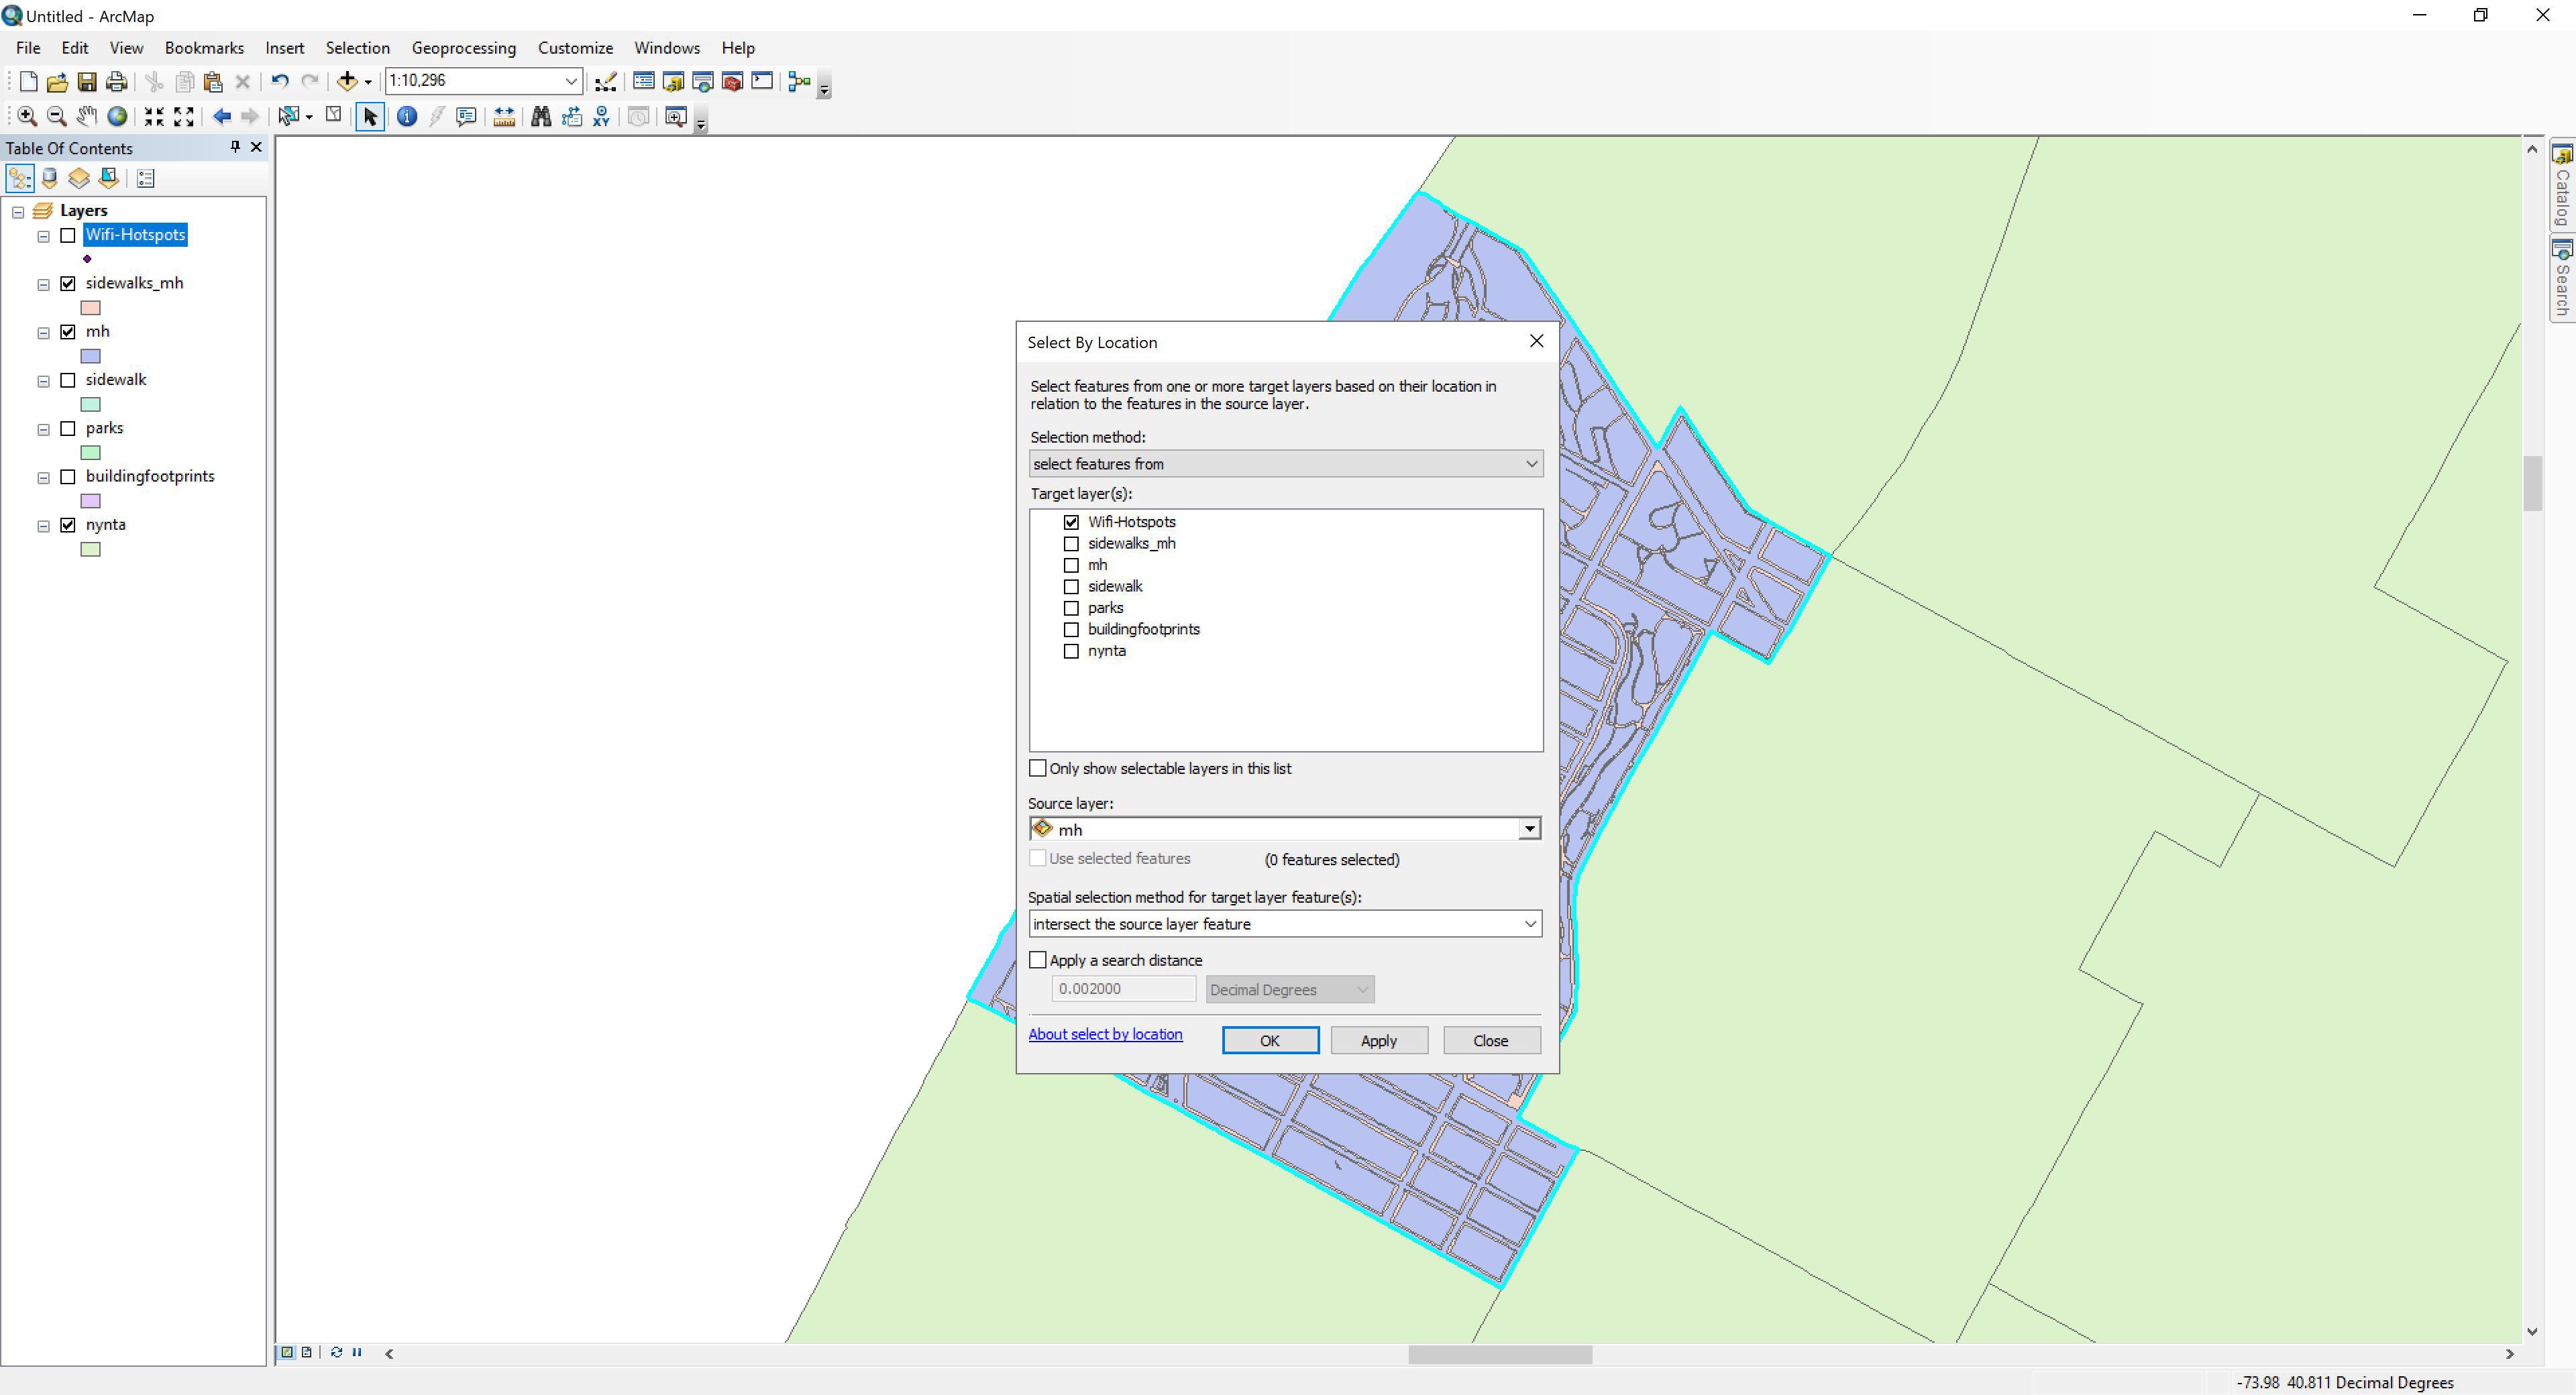 Untitled - ArcMap
File Edit View Bookmarks Insert Selection Geoprocessing Customize Windows Help
1:10,296
XY
Table Of Contents
Layers
Wifi-Hotspots
sidewalks_mh
mh
sidewalk
parks
buildingfootprints
nynta
Select By Location
Select features from one or more target layers based on their location in
relation to the features in the source layer.
Selection method:
select features from
Target layer(s):
Wifi-Hotspots
sidewalks_mh
mh
sidewalk
parks
buildingfootprints
nynta
Only show selectable layers in this list
Source layer:
mh
Use selected features (0 features selected)
Spatial selection method for target layer feature(s):
intersect the source layer feature
Apply a search distance
0.002000 Decimal Degrees
About select by location OK Apply Close
Catalog
Search
-73.98 40.811 Decimal Degrees